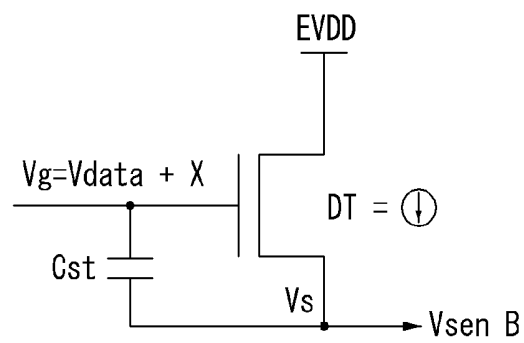 EVDD
Vg=Vdata + X
DT =
Cst
Vs
Vsen B